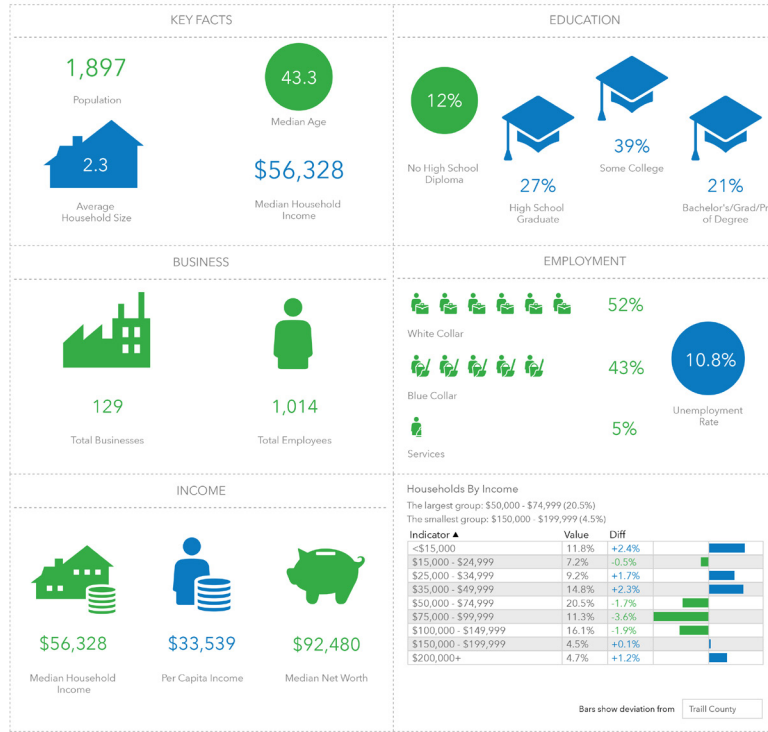 KEY FACTS
1,897
Population
43.3
Median Age
2.3
Average
Household Size
$56,328
Median Household
Income
EDUCATION
12%
No High School
Diploma
27%
High School
Graduate
39%
Some College
21%
Bachelor's/Grad/Pr
of Degree
BUSINESS
129
Total Businesses
1,014
Total Employees
EMPLOYMENT
52%
White Collar
43%
Blue Collar
5%
Services
10.8%
Unemployment
Rate
INCOME
$56,328
Median Household
Income
$33,539
Per Capita Income
$92,480
Median Net Worth
Households By Income
The largest group: $50,000 - $74,999 (20.5%)
The smallest group: $150,000 - $199,999 (4.5%)
Indicator ▲ Value Diff
<$15,000 11.8% +2.4%
$15,000 - $24,999 7.2% -0.5%
$25,000 - $34,999 9.2% +1.7%
$35,000 - $49,999 14.8% +2.3%
$50,000 - $74,999 20.5% -1.7%
$75,000 - $99,999 11.3% -3.6%
$100,000 - $149,999 16.1% -1.9%
$150,000 - $199,999 4.5% +0.1%
$200,000+ 4.7% +1.2%
Bars show deviation from Traill County